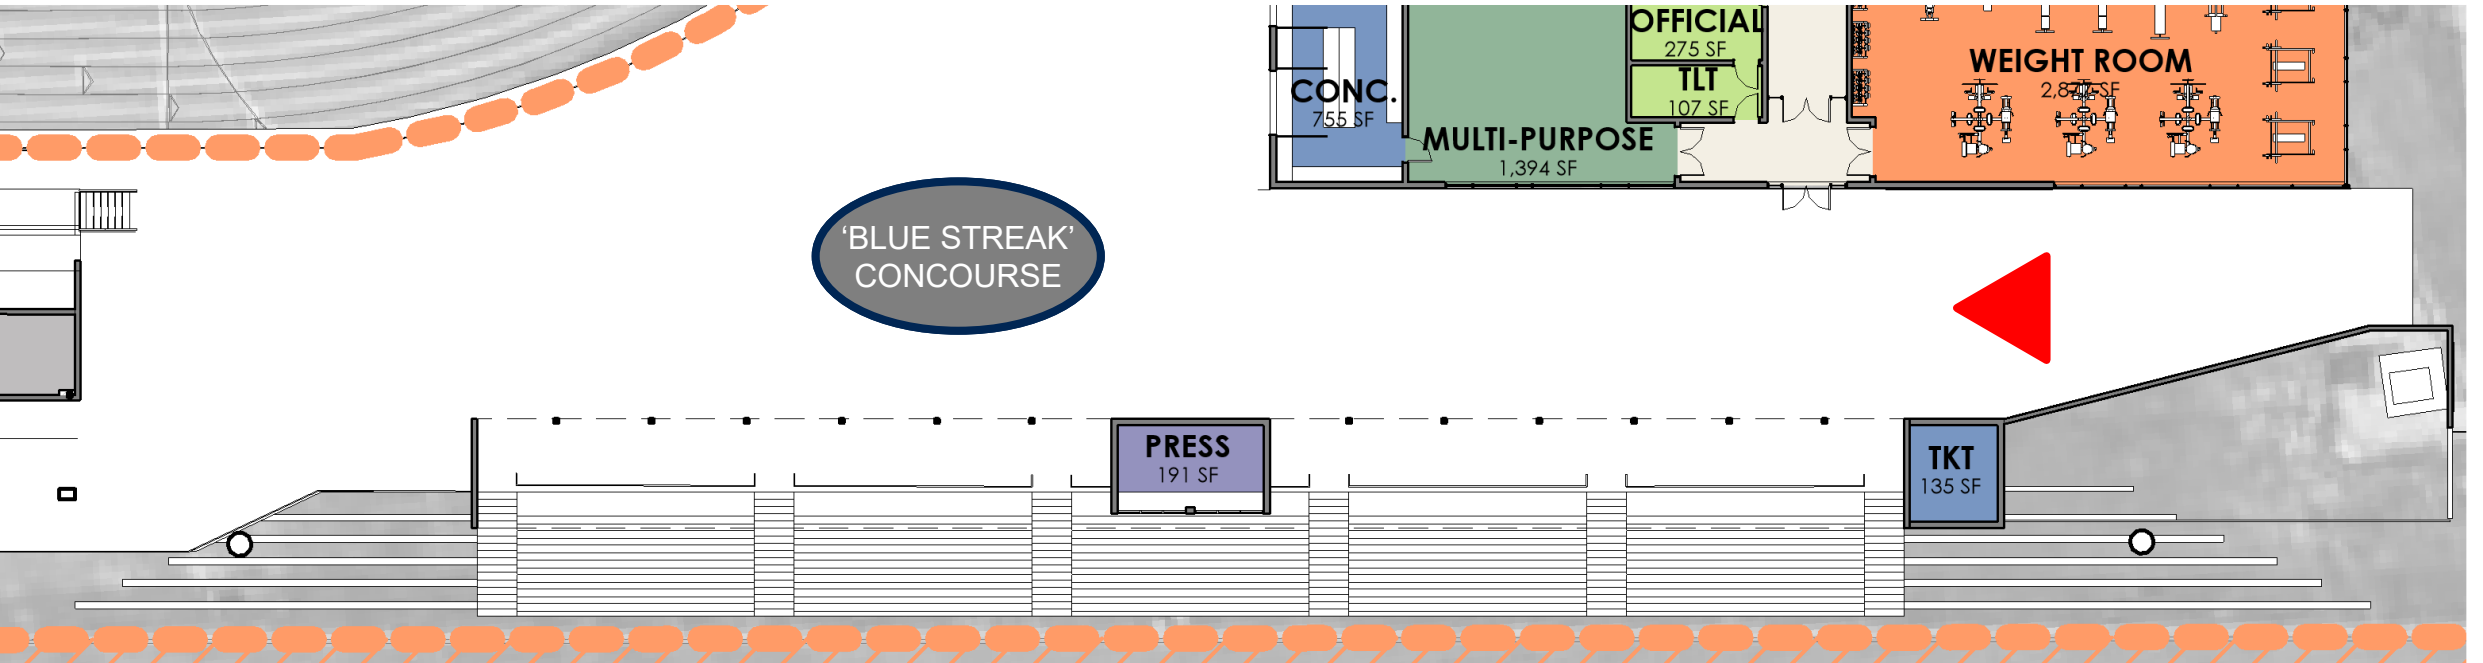 OFFICIAL
275 SF
TLT
107 SF
WEIGHT ROOM
CONC.
755 SF
MULTI-PURPOSE
1,394 SF
‘BLUE STREAK’
CONCOURSE
PRESS
191 SF
TKT
135 SF